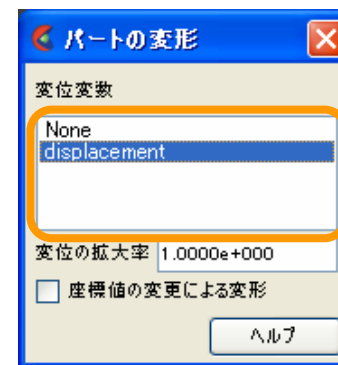 パートの変形
変位変数
None
displacement
変位の拡大率 1.0000e+000
座標値の変更による変形
ヘルプ